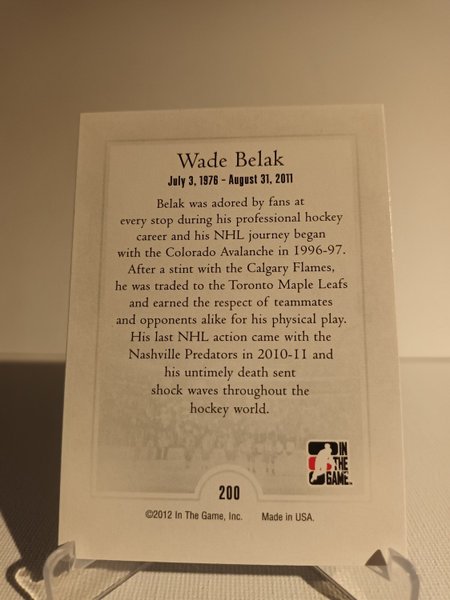 Wade Belak
July 3, 1976 - August 31, 2011
Belak was adored by fans at
every stop during his professional hockey
career and his NHL journey began
with the Colorado Avalanche in 1996-97.
After a stint with the Calgary Flames,
he was traded to the Toronto Maple Leafs
and earned the respect of teammates
and opponents alike for his physical play.
His last NHL action came with the
Nashville Predators in 2010-11 and
his untimely death sent
shock waves throughout the
hockey world.
IN
THE
GAME
200
©2012 In The Game, Inc. Made in USA.